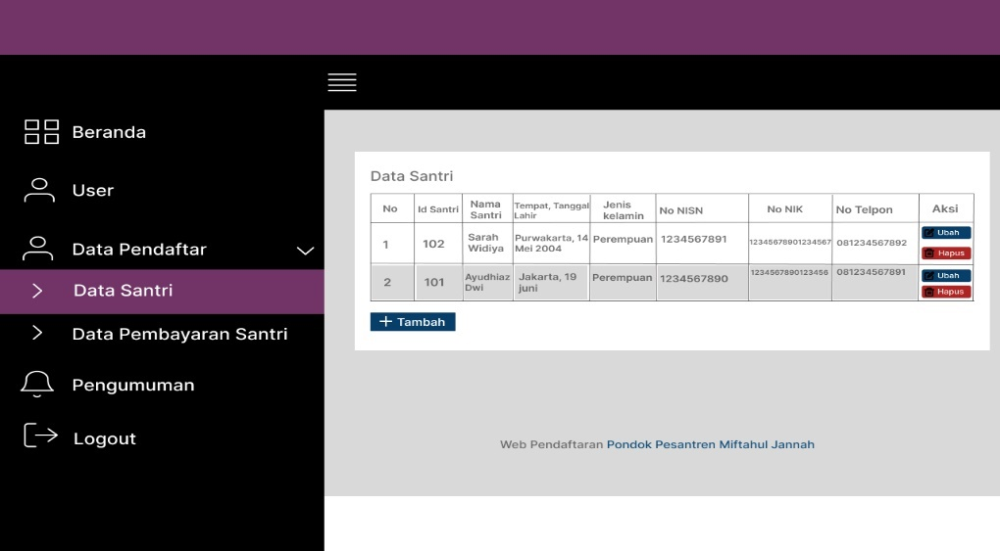 Beranda
User
Data Pendaftar
Data Santri
Data Pembayaran Santri
Pengumuman
Logout
Data Santri
No Id Santri Nama Santri Tempat, Tanggal Lahir Jenis kelamin No NISN No NIK No Telpon Aksi
1 102 Sarah Widiya Purwakarta, 14 Mei 2004 Perempuan 1234567891 12345678901234567 081234567892 Ubah
Hapus
2 101 Ayudhiaz Dwi Jakarta, 19 juni Perempuan 1234567890 1234567890123456 081234567891 Ubah
Hapus
+ Tambah
Web Pendaftaran Pondok Pesantren Miftahul Jannah